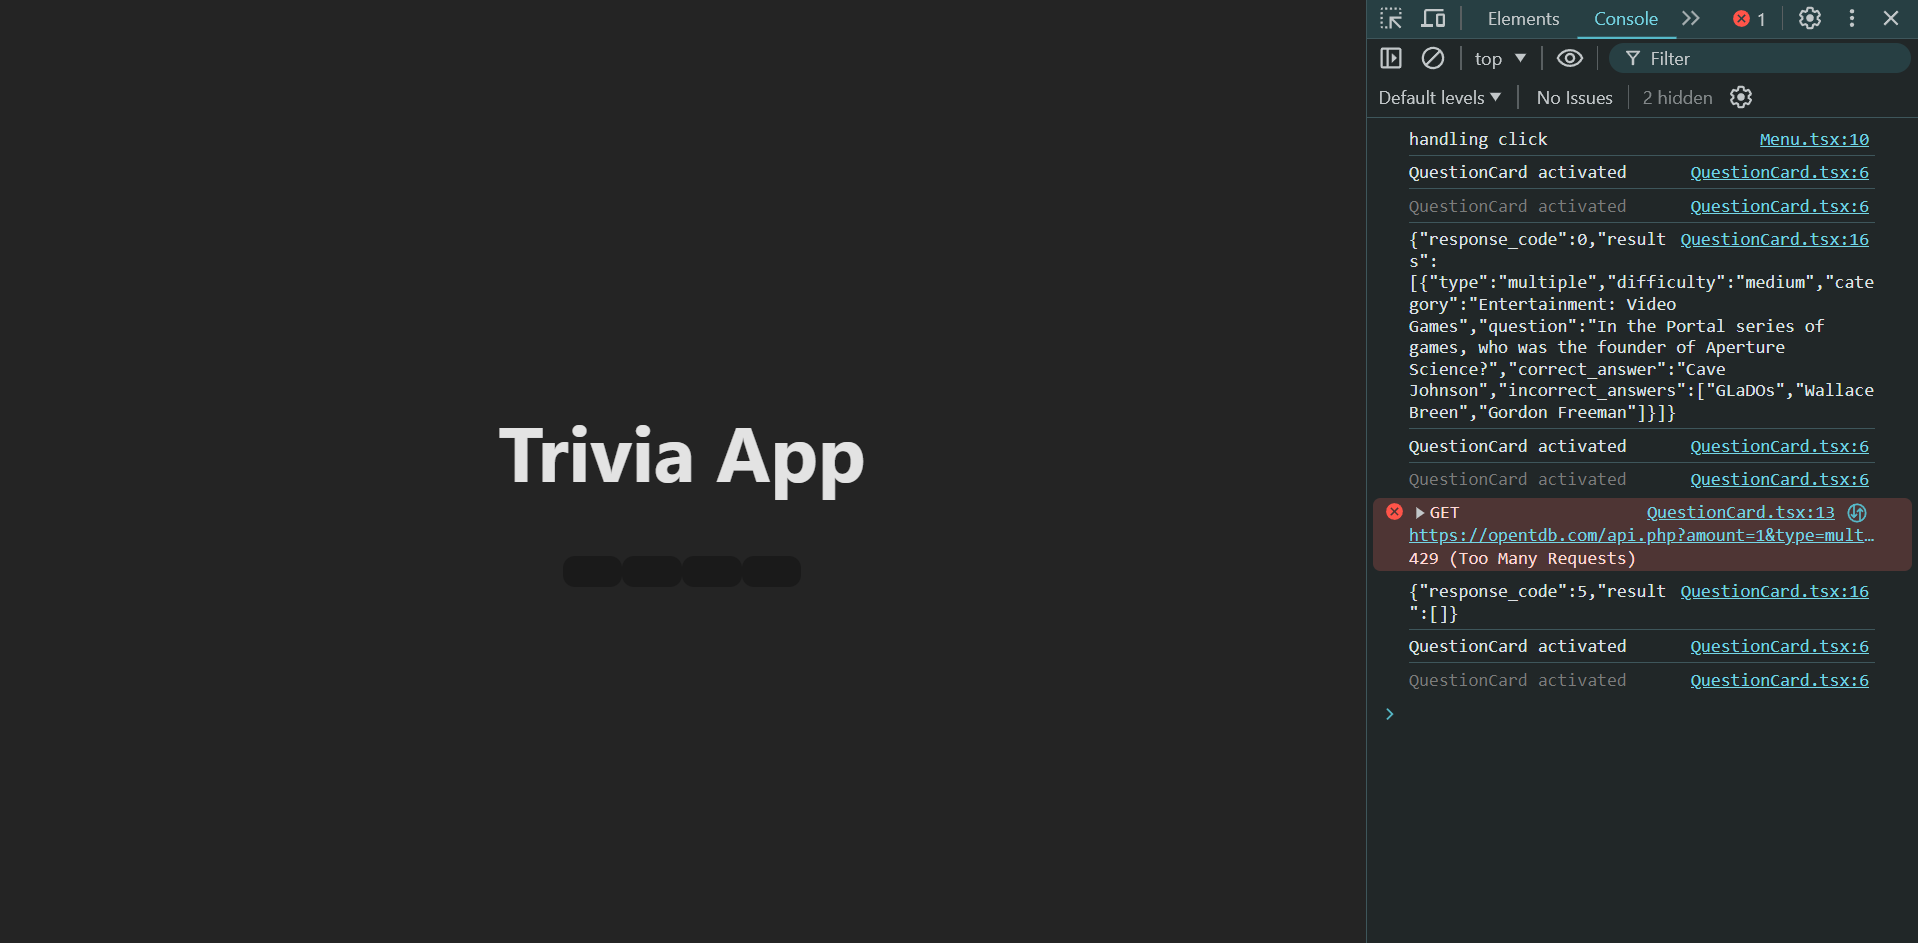 Trivia App
Elements
Console
1
top
Filter
Default levels
No Issues
2 hidden
handling click
Menu.tsx:10
QuestionCard activated
QuestionCard.tsx:6
QuestionCard activated
QuestionCard.tsx:6
{"response_code":0,"result
QuestionCard.tsx:16
s":
[{"type":"multiple","difficulty":"medium","cate
gory":"Entertainment: Video
Games","question":"In the Portal series of
games, who was the founder of Aperture
Science?","correct_answer":"Cave
Johnson","incorrect_answers":["GLaDOs","Wallace
Breen","Gordon Freeman"]}]}
QuestionCard activated
QuestionCard.tsx:6
QuestionCard activated
QuestionCard.tsx:6
GET
QuestionCard.tsx:13
https://opentdb.com/api.php?amount=1&type=mult…
429 (Too Many Requests)
{"response_code":5,"result
QuestionCard.tsx:16
":[]}
QuestionCard activated
QuestionCard.tsx:6
QuestionCard activated
QuestionCard.tsx:6